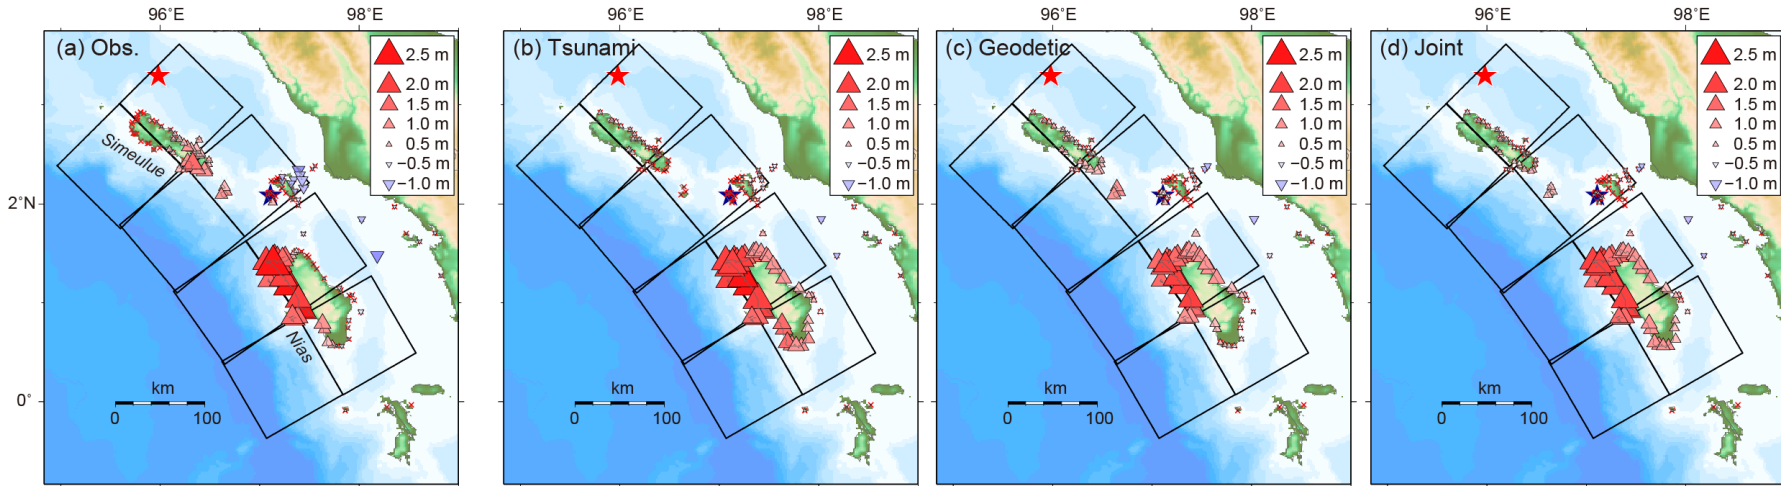 96°E 98°E 96°E 98°E 96°E 98°E 96°E 98°E
(a) Obs.
2.5 m
2.0 m
1.5 m
1.0 m
0.5 m
−0.5 m
−1.0 m
Simeulue
Nias
2°N
0°
km
0 100
(b) Tsunami
2.5 m
2.0 m
1.5 m
1.0 m
0.5 m
−0.5 m
−1.0 m
km
0 100
(c) Geodetic
2.5 m
2.0 m
1.5 m
1.0 m
0.5 m
−0.5 m
−1.0 m
km
0 100
(d) Joint
2.5 m
2.0 m
1.5 m
1.0 m
0.5 m
−0.5 m
−1.0 m
km
0 100